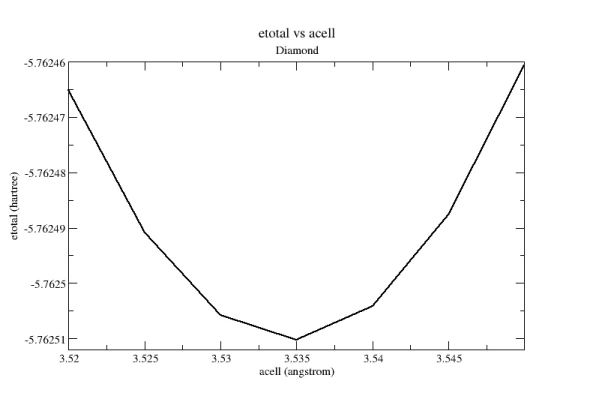 etotal vs acell
Diamond
-5.76246
-5.76247
-5.76248
-5.76249
-5.7625
-5.76251
etotal (hartree)
3.52 3.525 3.53 3.535 3.54 3.545
acell (angstrom)